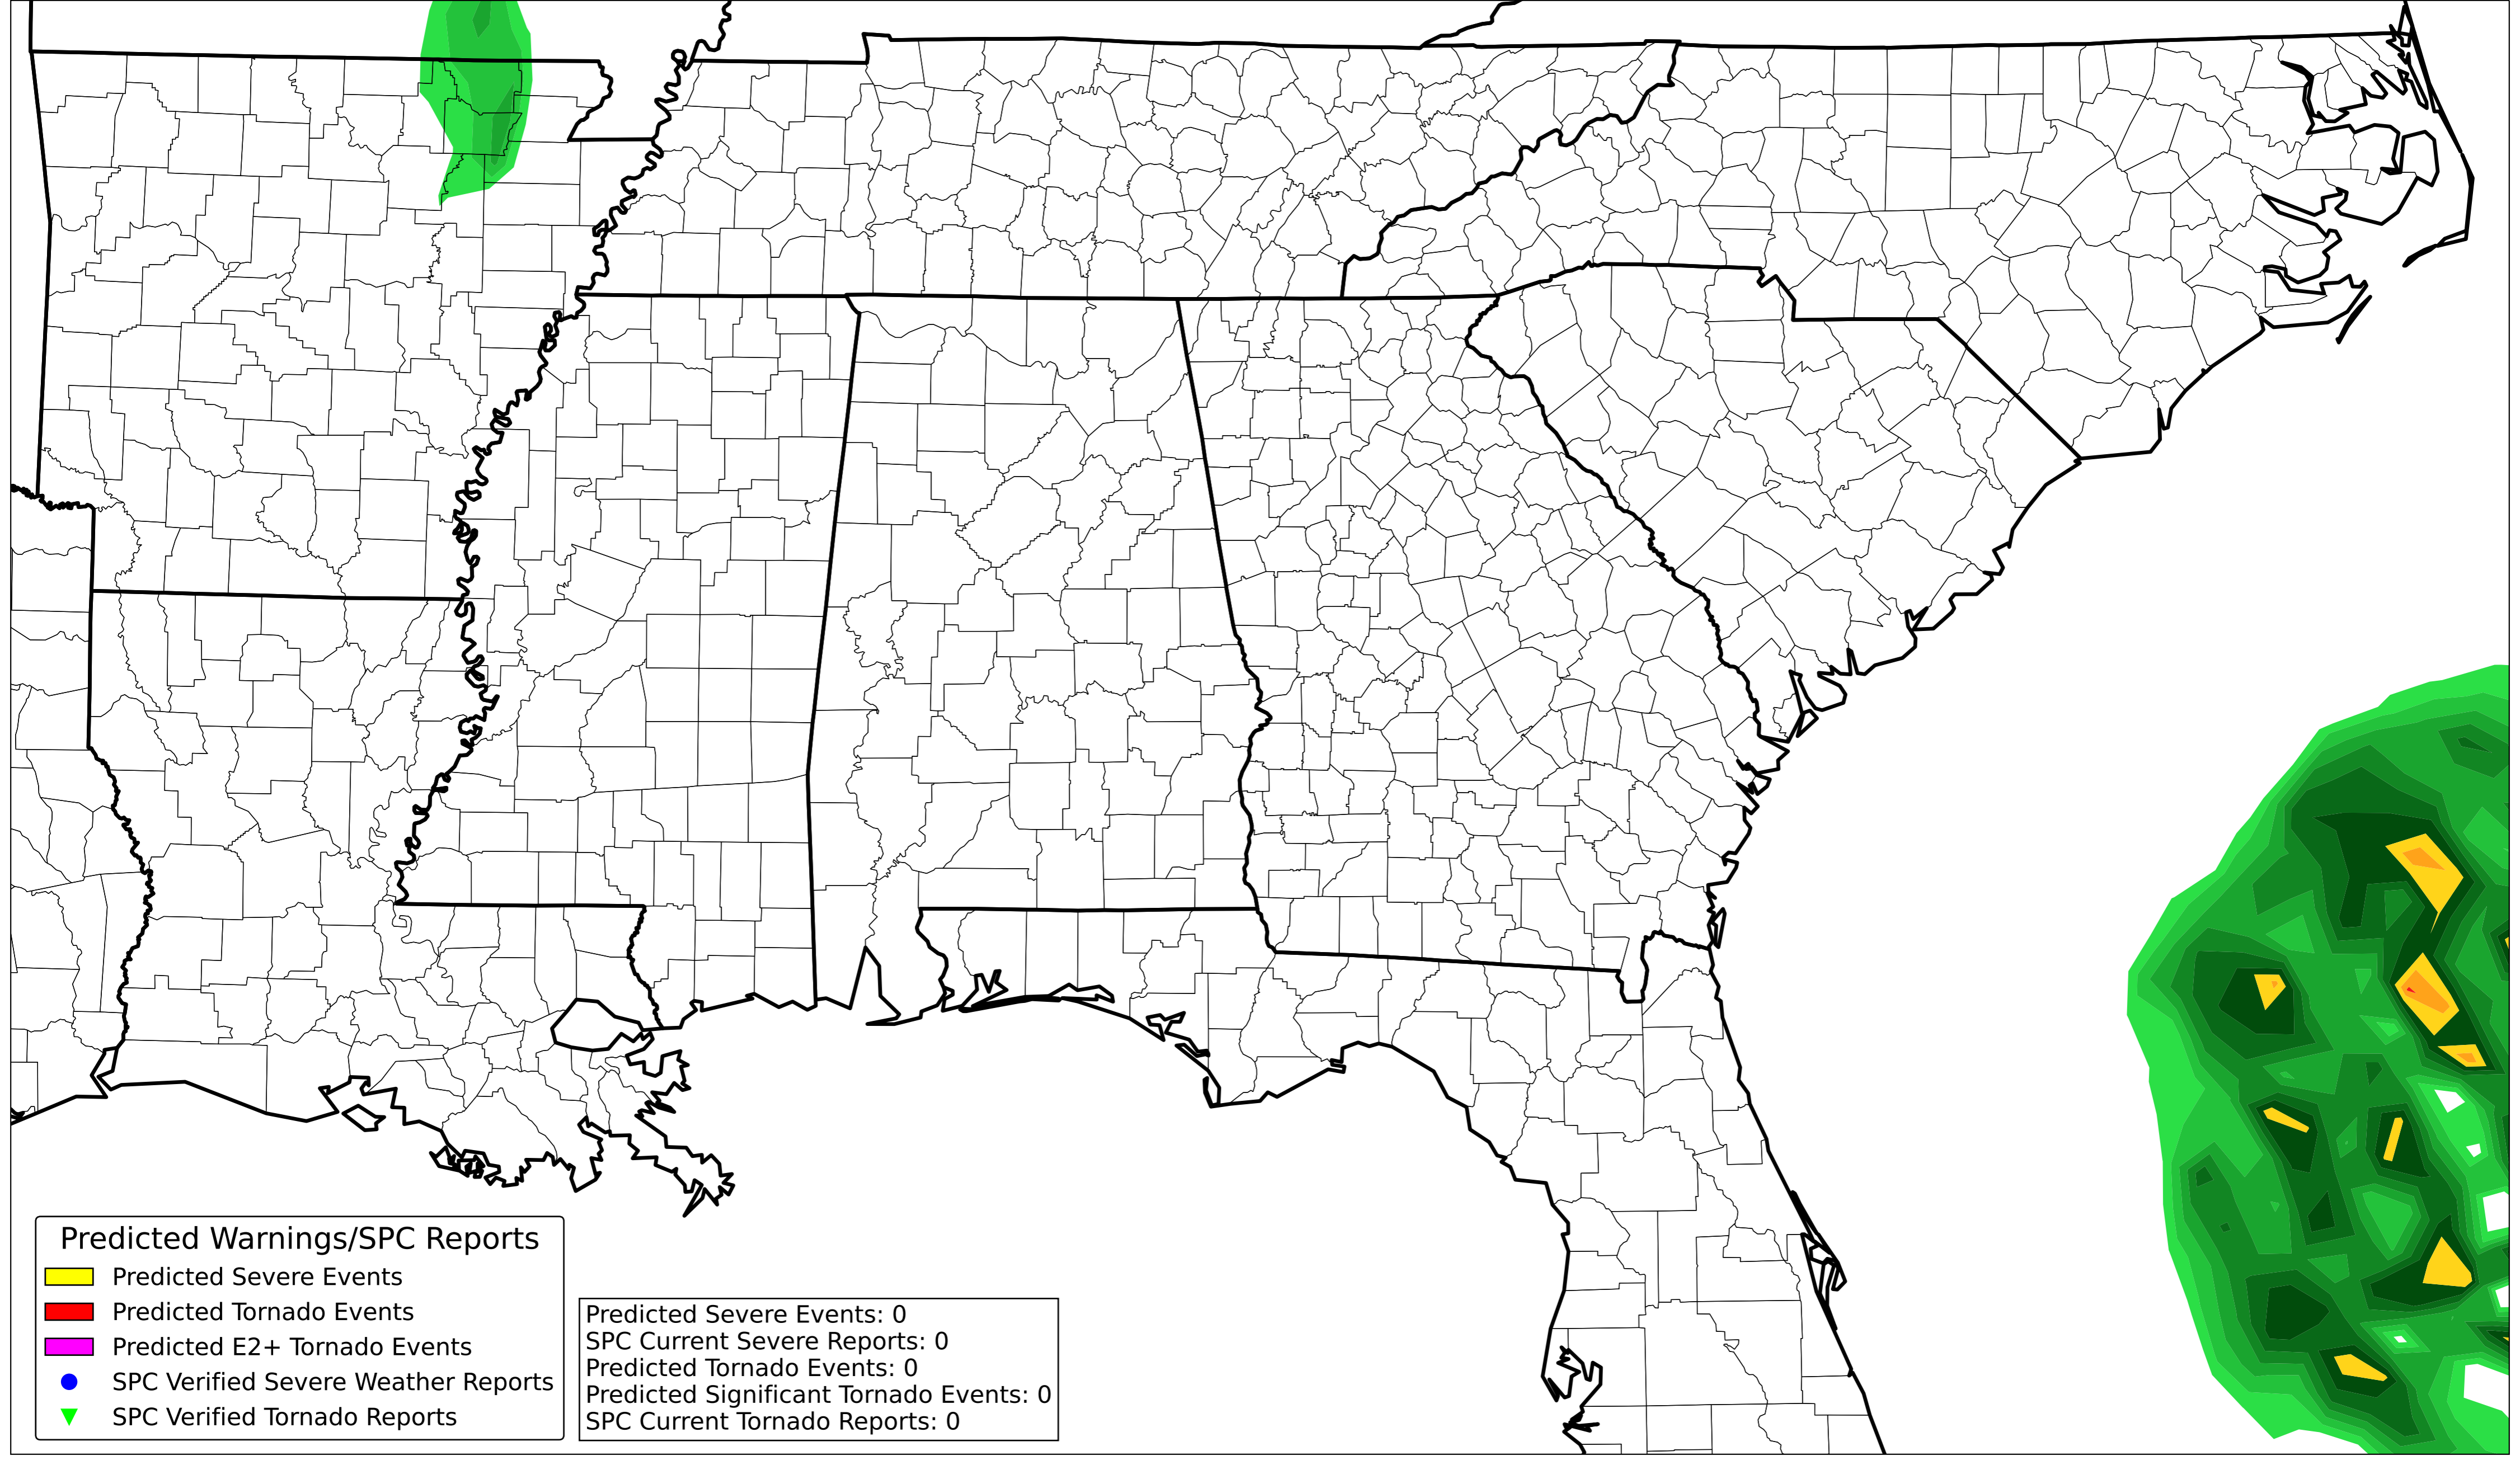 Predicted Warnings/SPC Reports
Predicted Severe Events
Predicted Tornado Events
Predicted E2+ Tornado Events
SPC Verified Severe Weather Reports
SPC Verified Tornado Reports
Predicted Severe Events: 0
SPC Current Severe Reports: 0
Predicted Tornado Events: 0
Predicted Significant Tornado Events: 0
SPC Current Tornado Reports: 0